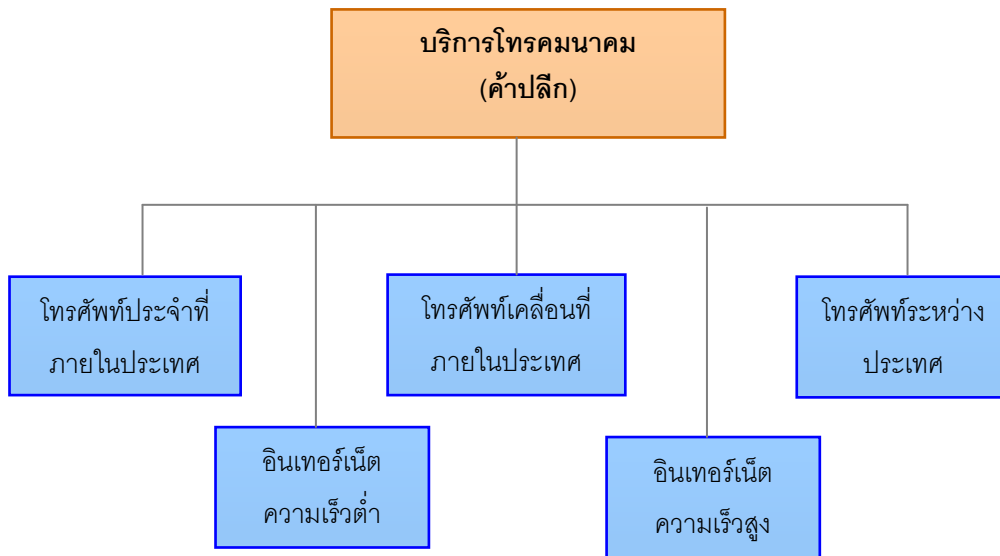 บริการโทรคมนาคม
(ค้าปลีก)
โทรศัพท์ประจำที่
ภายในประเทศ
โทรศัพท์เคลื่อนที่
ภายในประเทศ
โทรศัพท์ระหว่าง
ประเทศ
อินเทอร์เน็ต
ความเร็วต่ำ
อินเทอร์เน็ต
ความเร็วสูง